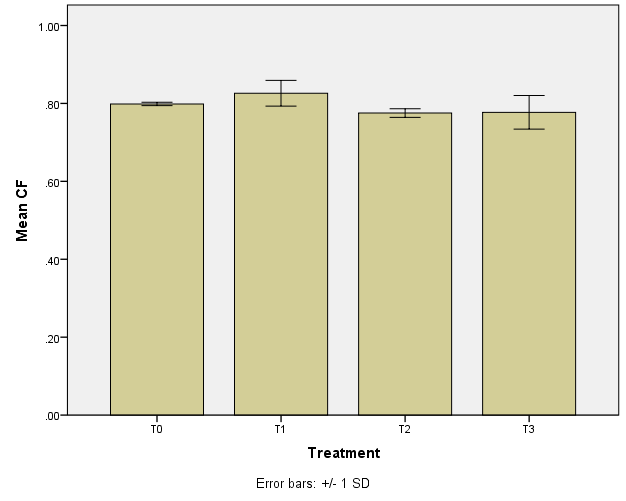 1.00
.80
.60
.40
.20
.00
Mean CF
T0 T1 T2 T3
Treatment
Error bars: +/- 1 SD